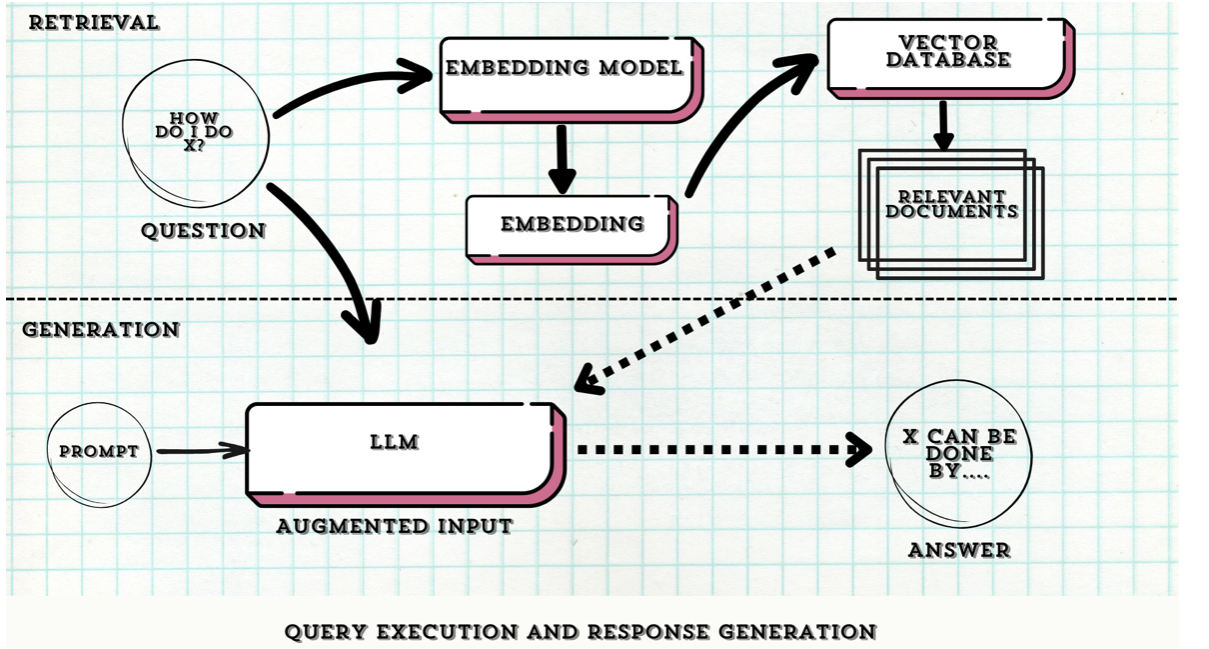 RETRIEVAL
HOW
DO I DO
X?
QUESTION
EMBEDDING MODEL
EMBEDDING
VECTOR
DATABASE
RELEVANT
DOCUMENTS
GENERATION
PROMPT
LLM
AUGMENTED INPUT
X CAN BE
DONE
BY....
ANSWER
QUERY EXECUTION AND RESPONSE GENERATION